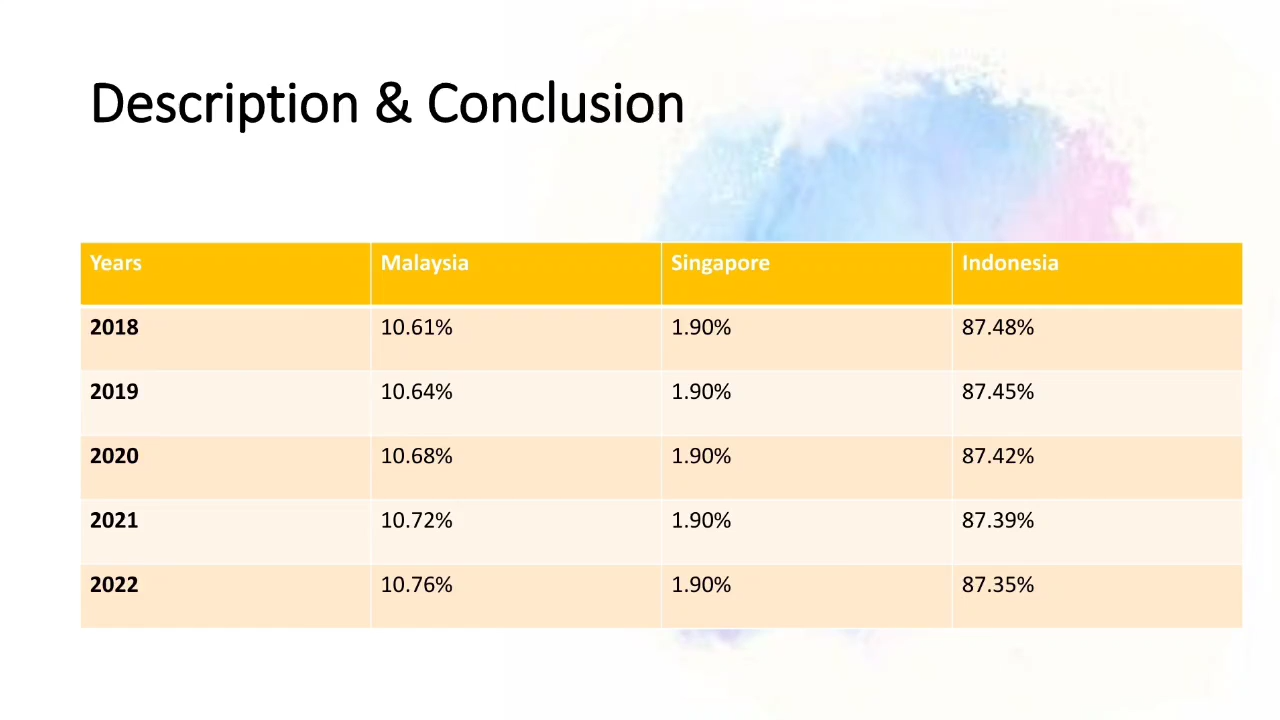 Description & Conclusion
Years Malaysia Singapore Indonesia
2018 10.61% 1.90% 87.48%
2019 10.64% 1.90% 87.45%
2020 10.68% 1.90% 87.42%
2021 10.72% 1.90% 87.39%
2022 10.76% 1.90% 87.35%